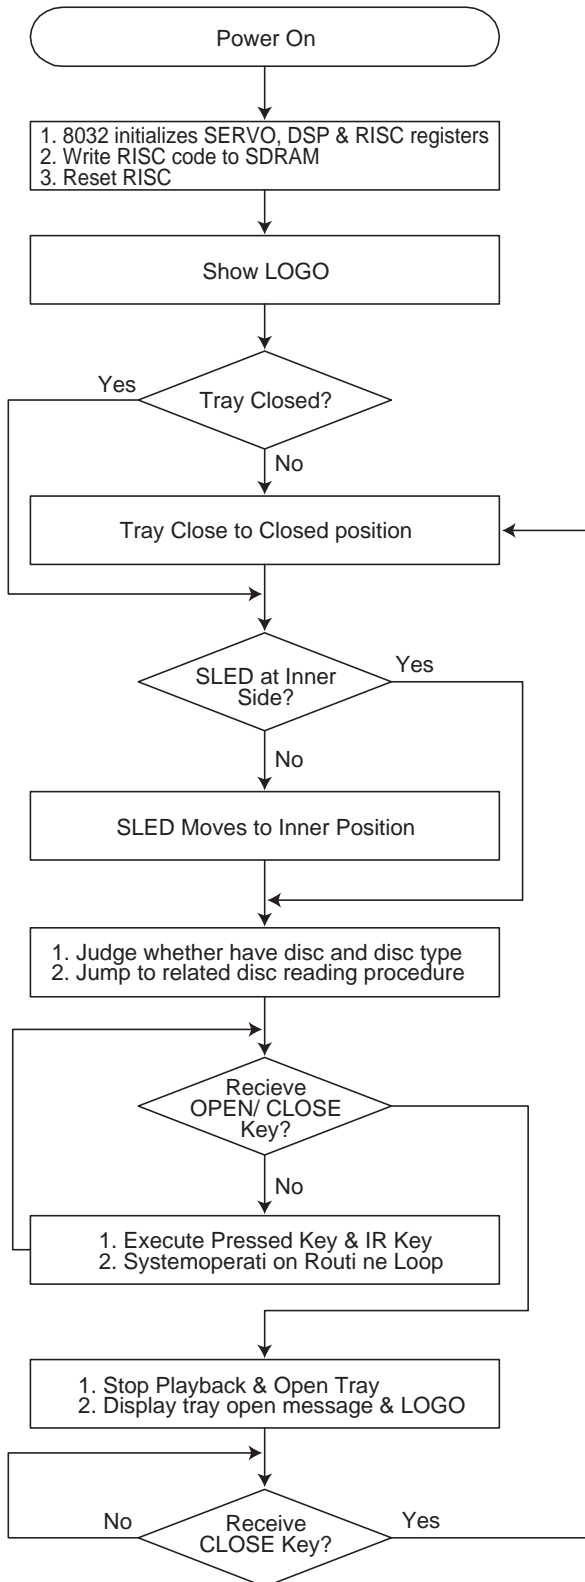 Power On
1. 8032 initializes SERVO, DSP & RISC registers
2. Write RISC code to SDRAM
3. Reset RISC
Show LOGO
Yes
Tray Closed?
No
Tray Close to Closed position
SLED at Inner
Side?
Yes
No
SLED Moves to Inner Position
1. Judge whether have disc and disc type
2. Jump to related disc reading procedure
Recieve
OPEN/ CLOSE
Key?
No
1. Execute Pressed Key & IR Key
2. Systemoperati on Routi ne Loop
1. Stop Playback & Open Tray
2. Display tray open message & LOGO
No
Receive
CLOSE Key?
Yes